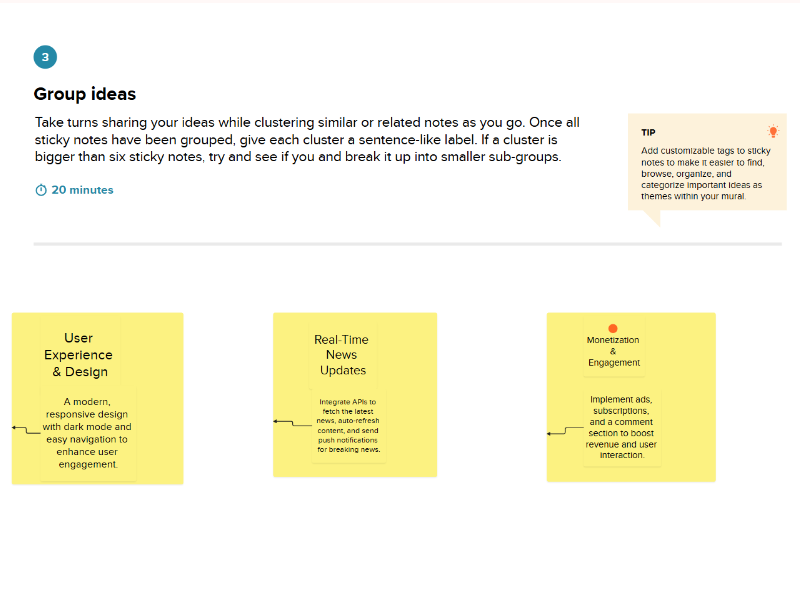 3
Group ideas
Take turns sharing your ideas while clustering similar or related notes as you go. Once all
sticky notes have been grouped, give each cluster a sentence-like label. If a cluster is
bigger than six sticky notes, try and see if you and break it up into smaller sub-groups.
20 minutes
TIP
Add customizable tags to sticky
notes to make it easier to find,
browse, organize, and
categorize important ideas as
themes within your mural.
User
Experience
& Design
A modern,
responsive design
with dark mode and
easy navigation to
enhance user
engagement.
Real-Time
News
Updates
Integrate APIs to
fetch the latest
news, auto-refresh
content, and send
push notifications
for breaking news.
Monetization
&
Engagement
Implement ads,
subscriptions,
and a comment
section to boost
revenue and user
interaction.